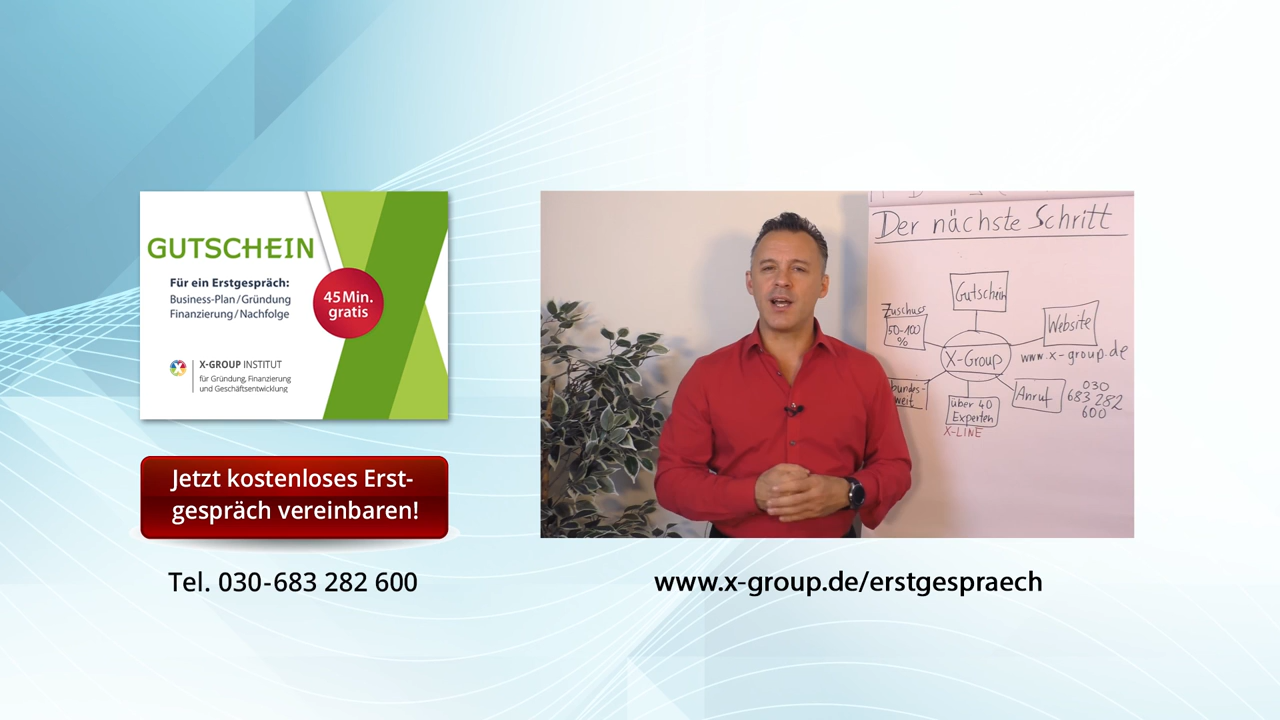 GUTSCHEIN
Für ein Erstgespräch:
Business-Plan/Gründung
Finanzierung/Nachfolge
45 Min.
gratis
X-GROUP INSTITUT
für Gründung, Finanzierung
und Geschäftsentwicklung
Jetzt kostenloses Erst-
gespräch vereinbaren!
Tel. 030-683 282 600
Der nächste Schritt
Gutschein
Zuschuss
50-100
%
Website
www.x-group.de
X-Group
bundes-
weit
über 40
Experten
X-LINE
Anruf
030
683 282
600
www.x-group.de/erstgespraech